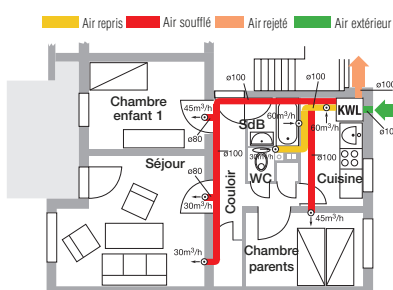 Air repris Air soufflé Air rejeté Air extérieur
ø100
ø100
ø100
Chambre
enfant 1
45m³/h
ø80
SdB
60m³/h
60m³/h
KWL
ø100
Séjour
ø80
ø100
30m³/h
WC
ø100
Cuisine
Couloir
30m³/h
45m³/h
30m³/h
Chambre
parents